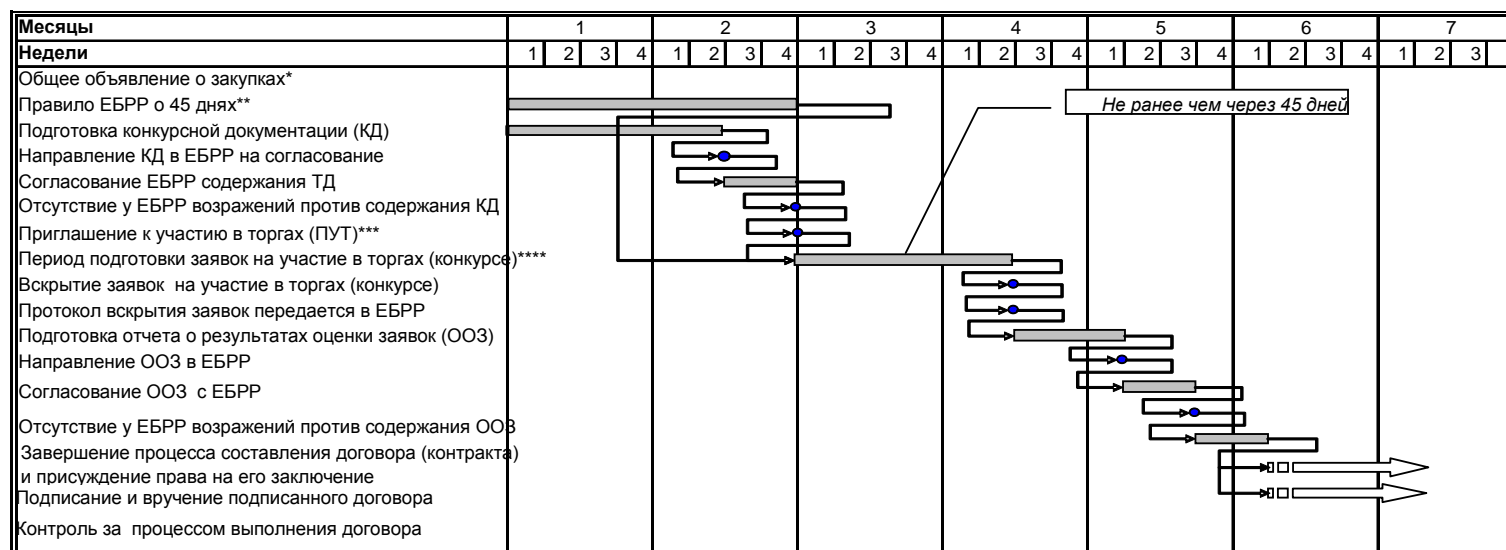 Месяцы 1 2 3 4 5 6 7
Недели 1 2 3 4 1 2 3 4 1 2 3 4 1 2 3 4 1 2 3 4 1 2 3 4 1 2 3
Общее объявление о закупках*
Правило ЕБРР о 45 днях**
Не ранее чем через 45 дней
Подготовка конкурсной документации (КД)
Направление КД в ЕБРР на согласование
Согласование ЕБРР содержания ТД
Отсутствие у ЕБРР возражений против содержания КД
Приглашение к участию в торгах (ПУТ)***
Период подготовки заявок на участие в торгах (конкурсе)****
Вскрытие заявок на участие в торгах (конкурсе)
Протокол вскрытия заявок передается в ЕБРР
Подготовка отчета о результатах оценки заявок (ООЗ)
Направление ООЗ в ЕБРР
Согласование ООЗ с ЕБРР
Отсутствие у ЕБРР возражений против содержания ООЗ
Завершение процесса составления договора (контракта)
и присуждение права на его заключение
Подписание и вручение подписанного договора
Контроль за процессом выполнения договора